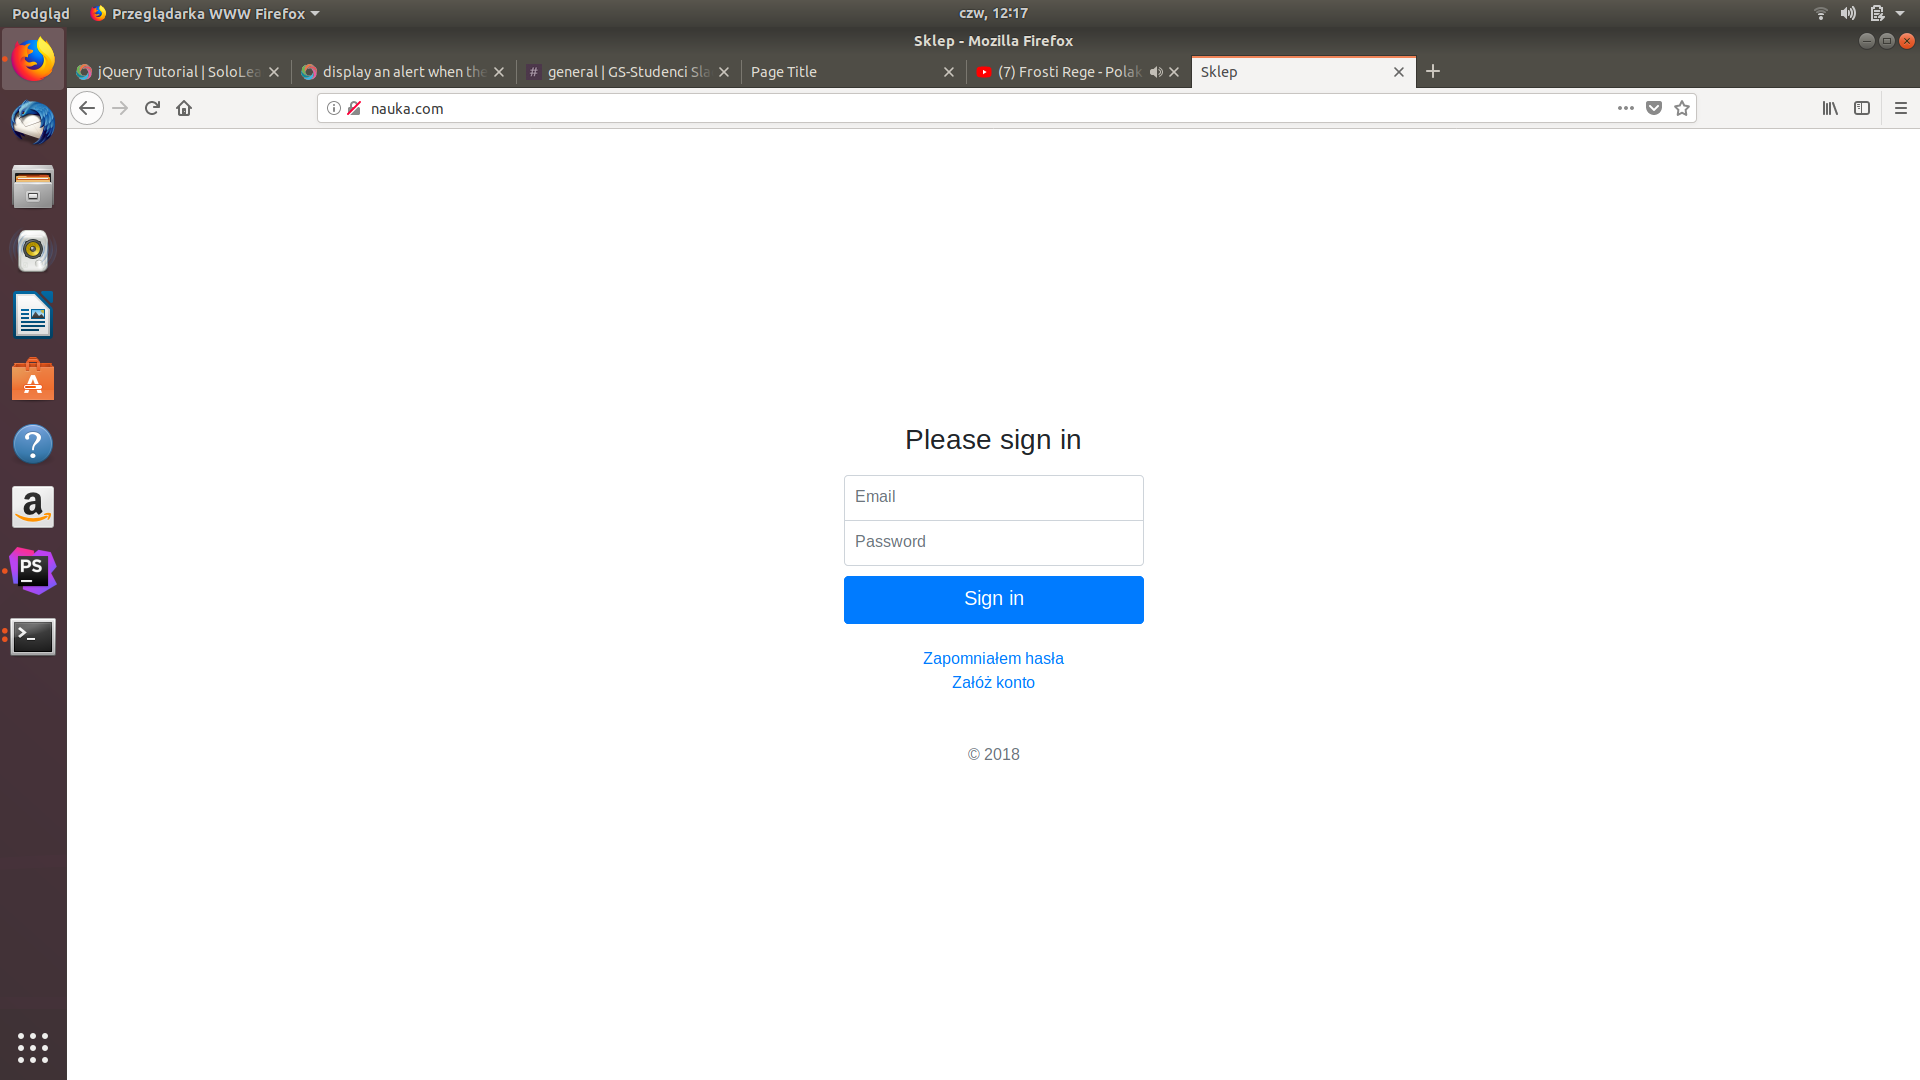 Podgląd
Przeglądarka WWW Firefox
czw, 12:17
Sklep - Mozilla Firefox
jQuery Tutorial | SoloLea
display an alert when the
# general | GS-Studenci Sla
Page Title
(7) Frosti Rege - Polak
Sklep
nauka.com
Please sign in
Email
Password
Sign in
Zapomniałem hasła
Załóż konto
© 2018
A
?
a
PS
>_